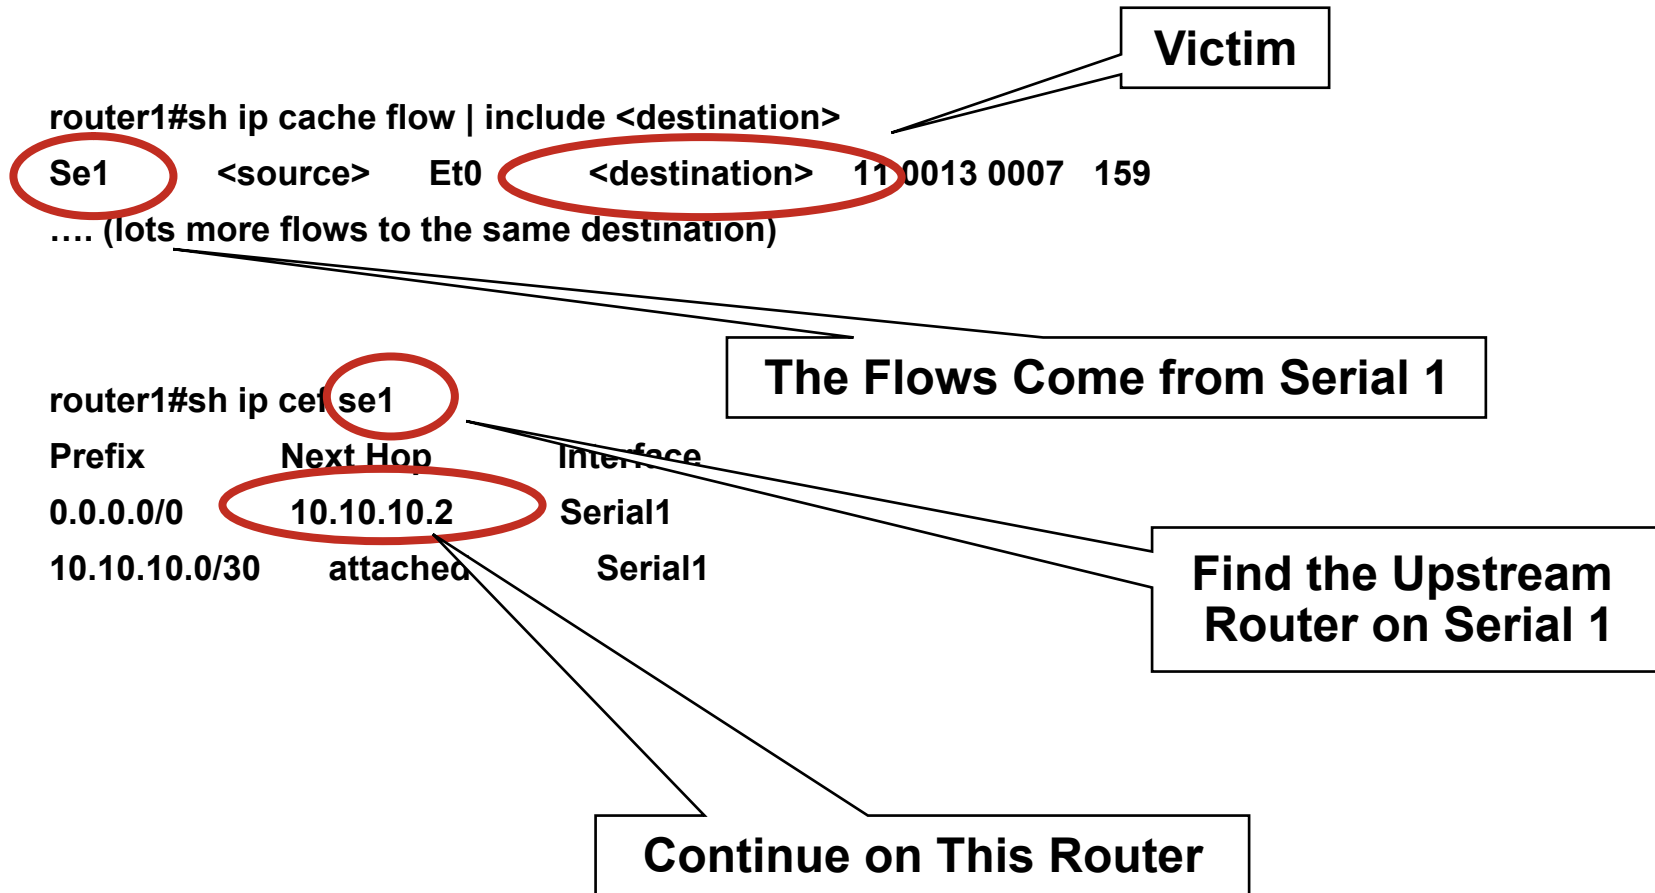 Victim
router1#sh ip cache flow | include <destination>
Se1 <source> Et0 <destination> 11 0013 0007 159
…. (lots more flows to the same destination)
The Flows Come from Serial 1
router1#sh ip cef se1
Prefix Next Hop Interface
0.0.0.0/0 10.10.10.2 Serial1
10.10.10.0/30 attached Serial1
Find the Upstream
Router on Serial 1
Continue on This Router